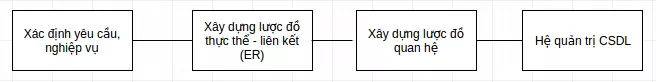 Xác định yêu cầu,
nghiệp vụ
Xây dựng lược đồ
thực thể - liên kết
(ER)
Xây dựng lược đồ
quan hệ
Hệ quản trị CSDL